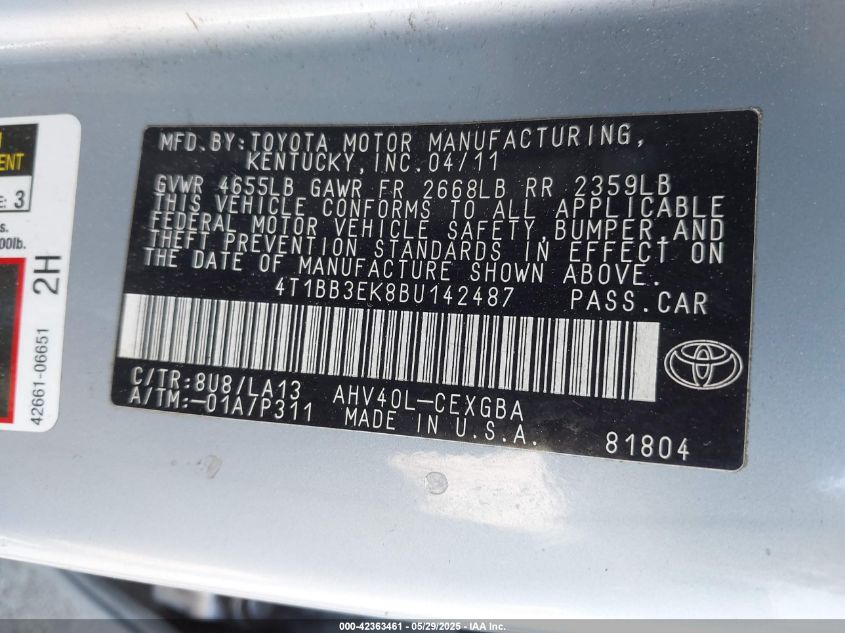 MFD.BY:TOYOTA MOTOR MANUFACTURING,
KENTUCKY,INC.04/11
GVWR 4655LB GAWR FR 2668LB RR 2359LB
THIS VEHICLE CONFORMS TO ALL APPLICABLE
FEDERAL MOTOR VEHICLE SAFETY,BUMPER,AND
THEFT PREVENTION STANDARDS IN EFFECT ON
THE DATE OF MANUFACTURE SHOWN ABOVE.
4T1BB3EK8BU142487 PASS.CAR
C/TR:8U8/LA13 AHV40L-CEXGBA
A/TM:-01A/P311 MADE IN U.S.A. 81804
3
00lb.
2H
42661-06651
000-42363461 - 05/29/2025 - IAA Inc.